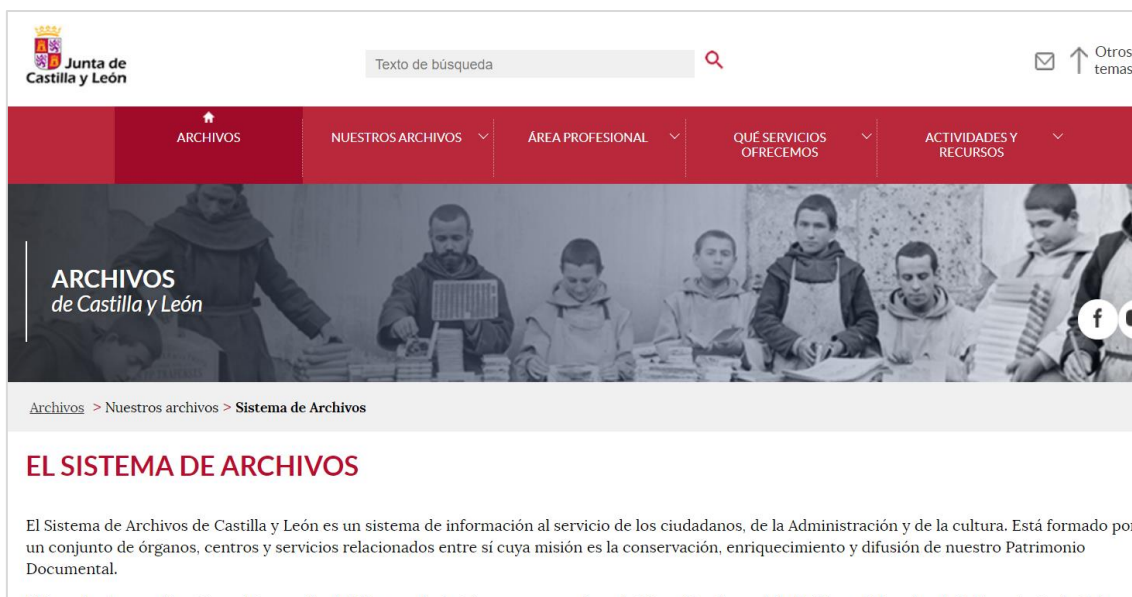 Junta de
Castilla y León
Texto de búsqueda
Otros
temas
ARCHIVOS
NUESTROS ARCHIVOS
ÁREA PROFESIONAL
QUÉ SERVICIOS
OFRECEMOS
ACTIVIDADES Y
RECURSOS
ARCHIVOS
de Castilla y León
f
Archivos > Nuestros archivos > Sistema de Archivos
EL SISTEMA DE ARCHIVOS
El Sistema de Archivos de Castilla y León es un sistema de información al servicio de los ciudadanos, de la Administración y de la cultura. Está formado por
un conjunto de órganos, centros y servicios relacionados entre sí cuya misión es la conservación, enriquecimiento y difusión de nuestro Patrimonio
Documental.